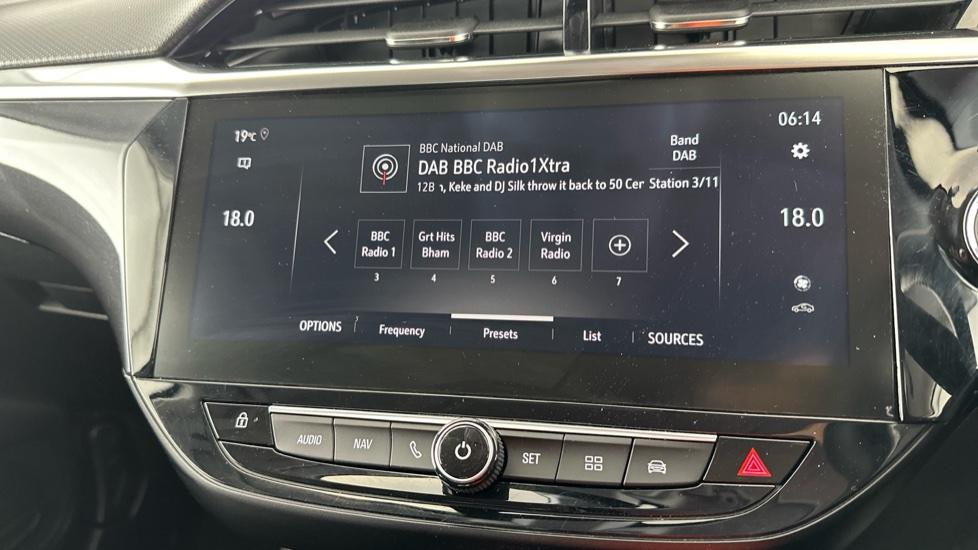 19°C
06:14
BBC National DAB
DAB BBC Radio1Xtra
12B ı, Keke and DJ Silk throw it back to 50 Cer
Band
DAB
Station 3/11
18.0
18.0
BBC
Radio 1
3
Grt Hits
Bham
4
BBC
Radio 2
5
Virgin
Radio
6
7
OPTIONS
Frequency
Presets
List
SOURCES
AUDIO
NAV
SET